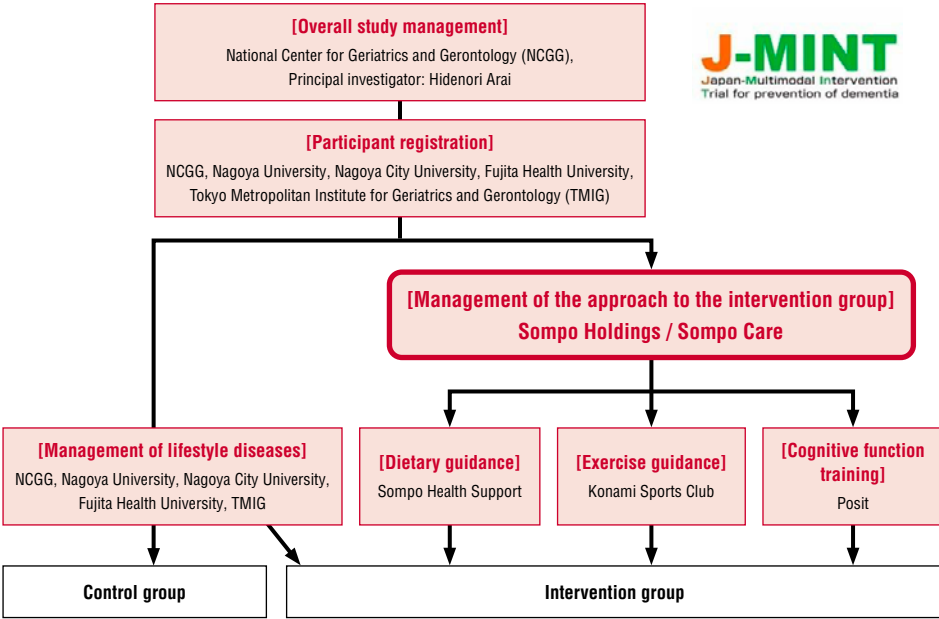 [Overall study management]
National Center for Geriatrics and Gerontology (NCGG),
Principal investigator: Hidenori Arai
J-MINT
Japan-Multimodal Intervention
Trial for prevention of dementia
[Participant registration]
NCGG, Nagoya University, Nagoya City University, Fujita Health University,
Tokyo Metropolitan Institute for Geriatrics and Gerontology (TMIG)
[Management of the approach to the intervention group]
Sompo Holdings / Sompo Care
[Management of lifestyle diseases]
NCGG, Nagoya University, Nagoya City University,
Fujita Health University, TMIG
[Dietary guidance]
Sompo Health Support
[Exercise guidance]
Konami Sports Club
[Cognitive function
training]
Posit
Control group
Intervention group